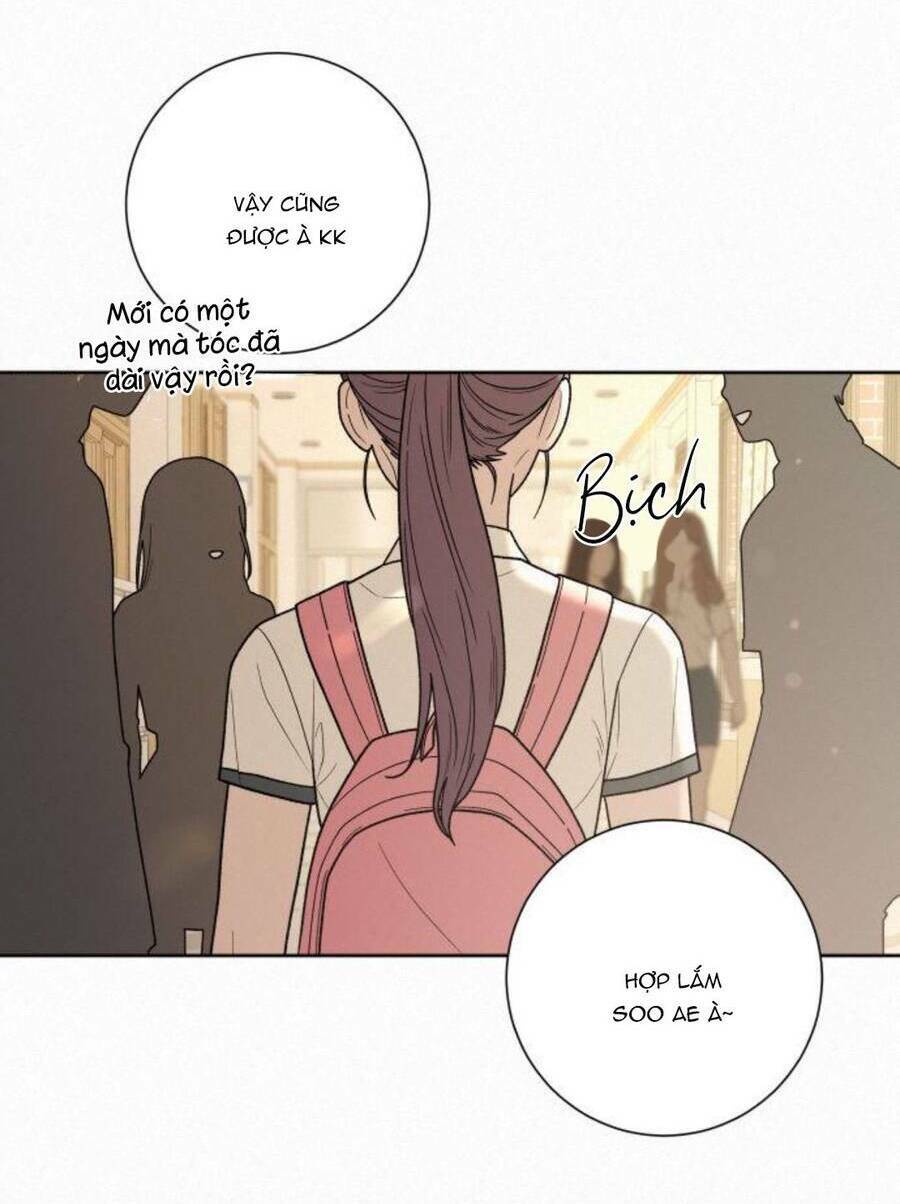 VẬY CŨNG
ĐƯỢC À KK
Mới có một
ngày mà tóc đã
dài vậy rồi?
Bịch
HỢP LẮM
SOO AE À~